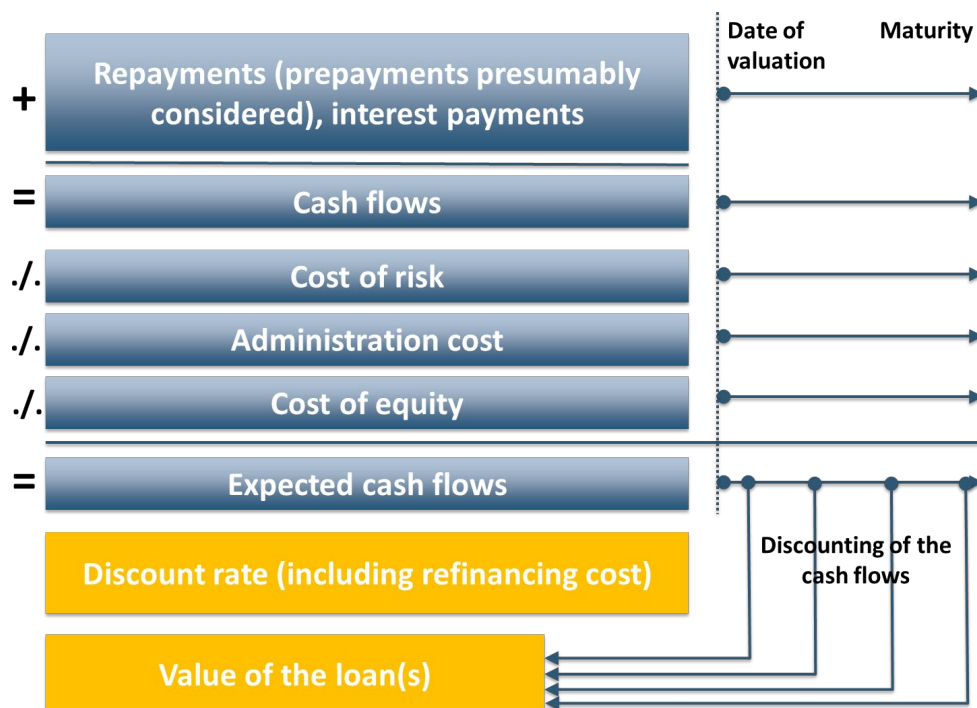 Date of
valuation
Maturity
+
Repayments (prepayments presumably
considered), interest payments
=
Cash flows
./.
Cost of risk
./.
Administration cost
./.
Cost of equity
=
Expected cash flows
Discount rate (including refinancing cost)
Discounting of the
cash flows
Value of the loan(s)